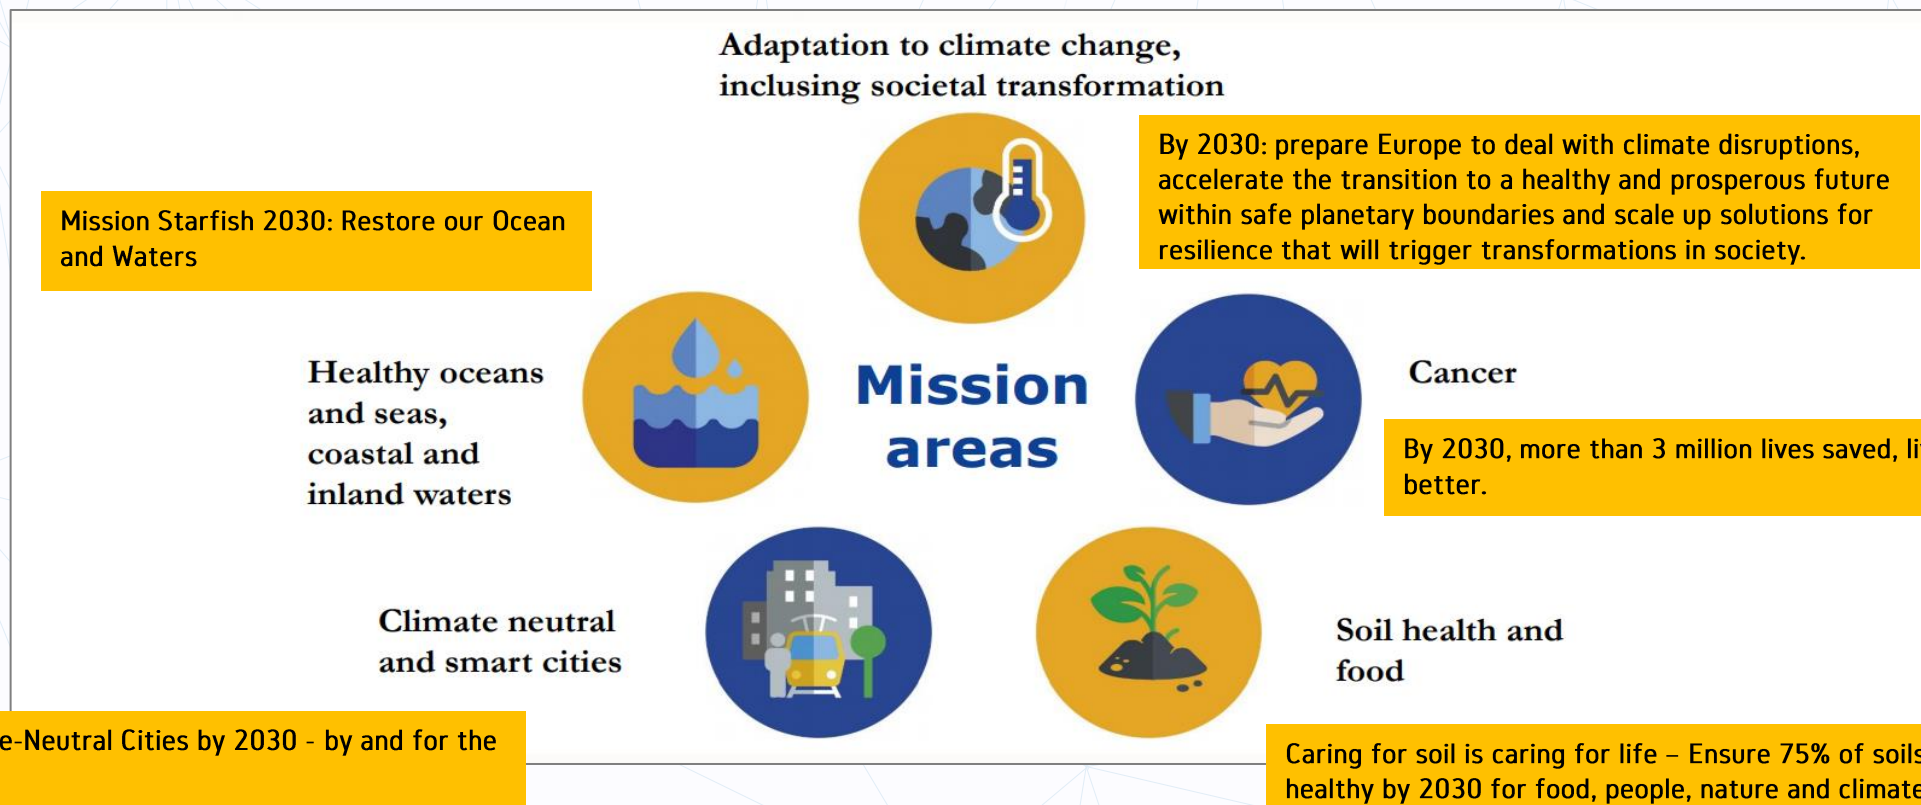 Adaptation to climate change,
inclusing societal transformation
By 2030: prepare Europe to deal with climate disruptions,
accelerate the transition to a healthy and prosperous future
within safe planetary boundaries and scale up solutions for
resilience that will trigger transformations in society.
Mission Starfish 2030: Restore our Ocean
and Waters
Healthy oceans
and seas,
coastal and
inland waters
Mission
areas
Cancer
By 2030, more than 3 million lives saved,
better.
Climate neutral
and smart cities
Soil health and
food
e-Neutral Cities by 2030 - by and for the
Caring for soil is caring for life – Ensure 75% of soils
healthy by 2030 for food, people, nature and climate